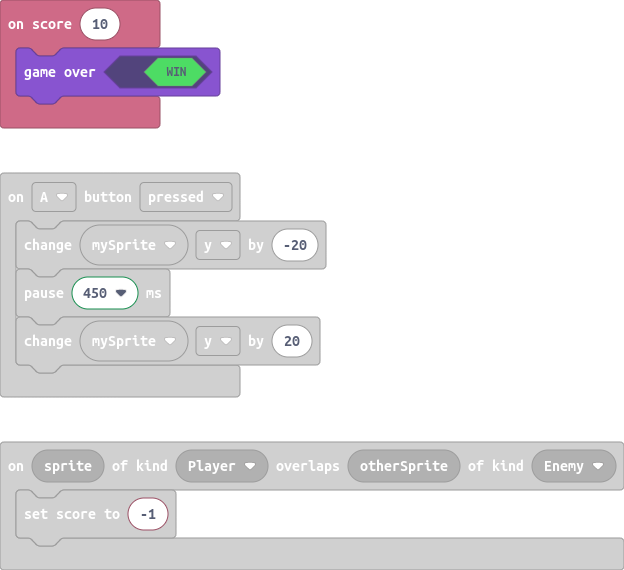 on score 10
game over WIN
on A button pressed
change mySprite y by -20
pause 450 ms
change mySprite y by 20
on sprite of kind Player overlaps otherSprite of kind Enemy
set score to -1